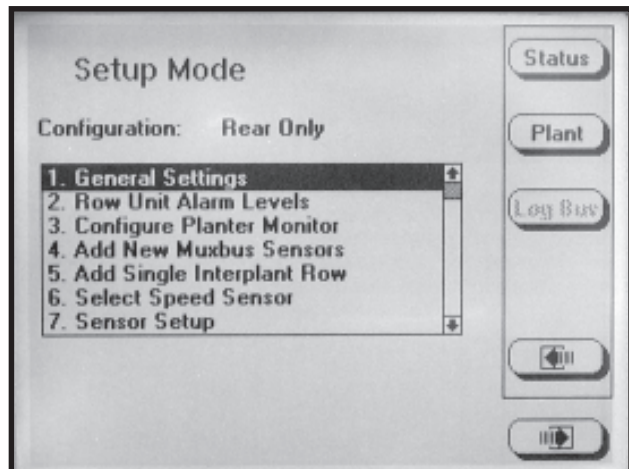 Setup Mode
Configuration: Rear Only
1. General Settings
2. Row Unit Alarm Levels
3. Configure Planter Monitor
4. Add New Muxbus Sensors
5. Add Single Interplant Row
6. Select Speed Sensor
7. Sensor Setup
Status
Plant
Log Bus